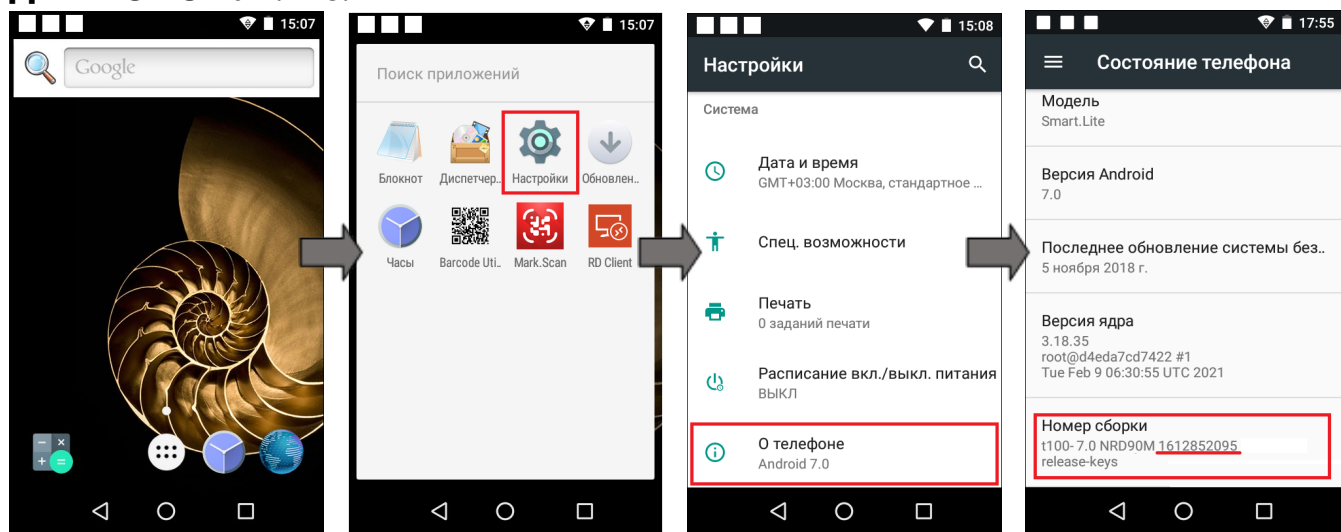 15:07
Google
15:07
Поиск приложений
Блокнот
Диспетчер..
Настройки
Обновлен..
Часы
Barcode Uti..
Mark.Scan
RD Client
15:08
Настройки
Система
Дата и время
GMT+03:00 Москва, стандартное ...
Спец. возможности
Печать
0 заданий печати
Расписание вкл./выкл. питания
ВЫКЛ
О телефоне
Android 7.0
17:55
Состояние телефона
Модель
Smart.Lite
Версия Android
7.0
Последнее обновление системы без..
5 ноября 2018 г.
Версия ядра
3.18.35
root@d4eda7cd7422 #1
Tue Feb 9 06:30:55 UTC 2021
Номер сборки
t100-7.0 NRD90M 1612852095
release-keys